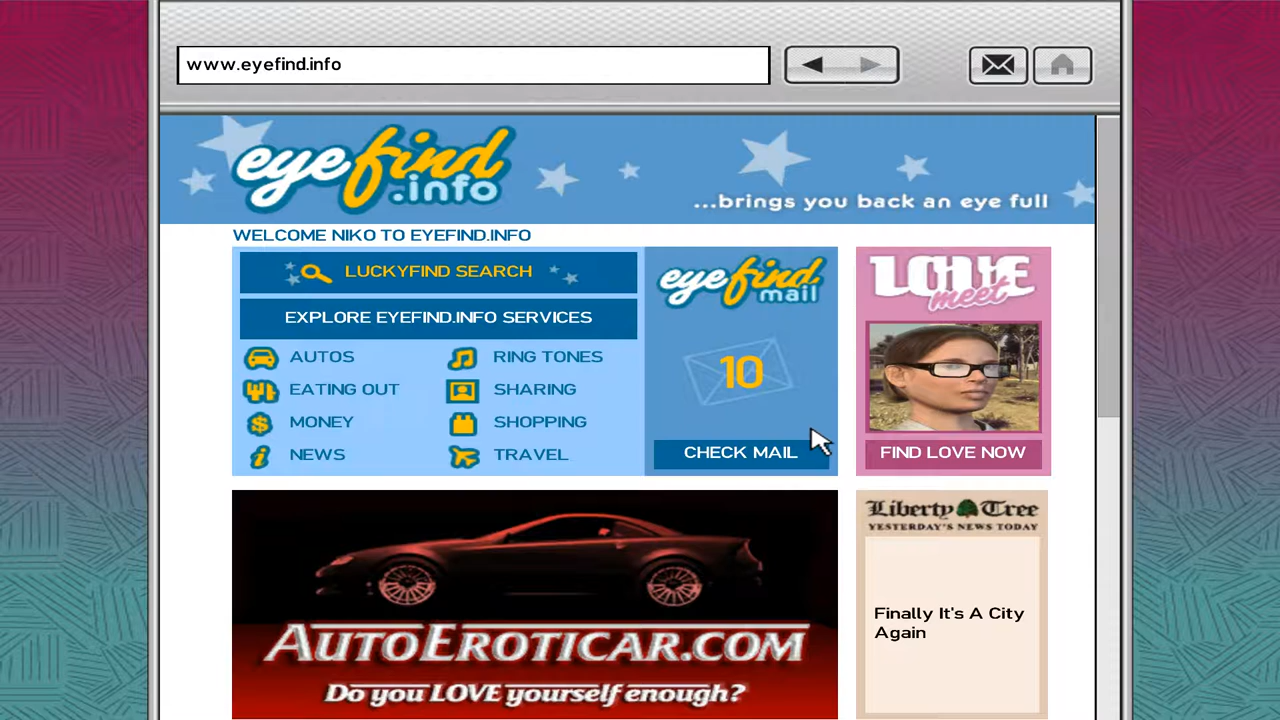 www.eyefind.info
eyefind
.info
...brings you back an eye full
WELCOME NIKO TO EYEFIND.INFO
LUCKYFIND SEARCH
EXPLORE EYEFIND.INFO SERVICES
AUTOS
RING TONES
EATING OUT
SHARING
MONEY
SHOPPING
NEWS
TRAVEL
eyefind
mail
10
CHECK MAIL
LOVE
meet
FIND LOVE NOW
AUTOEROTICAR.COM
Do you LOVE yourself enough?
Liberty Tree
YESTERDAY'S NEWS TODAY
Finally It's A City
Again